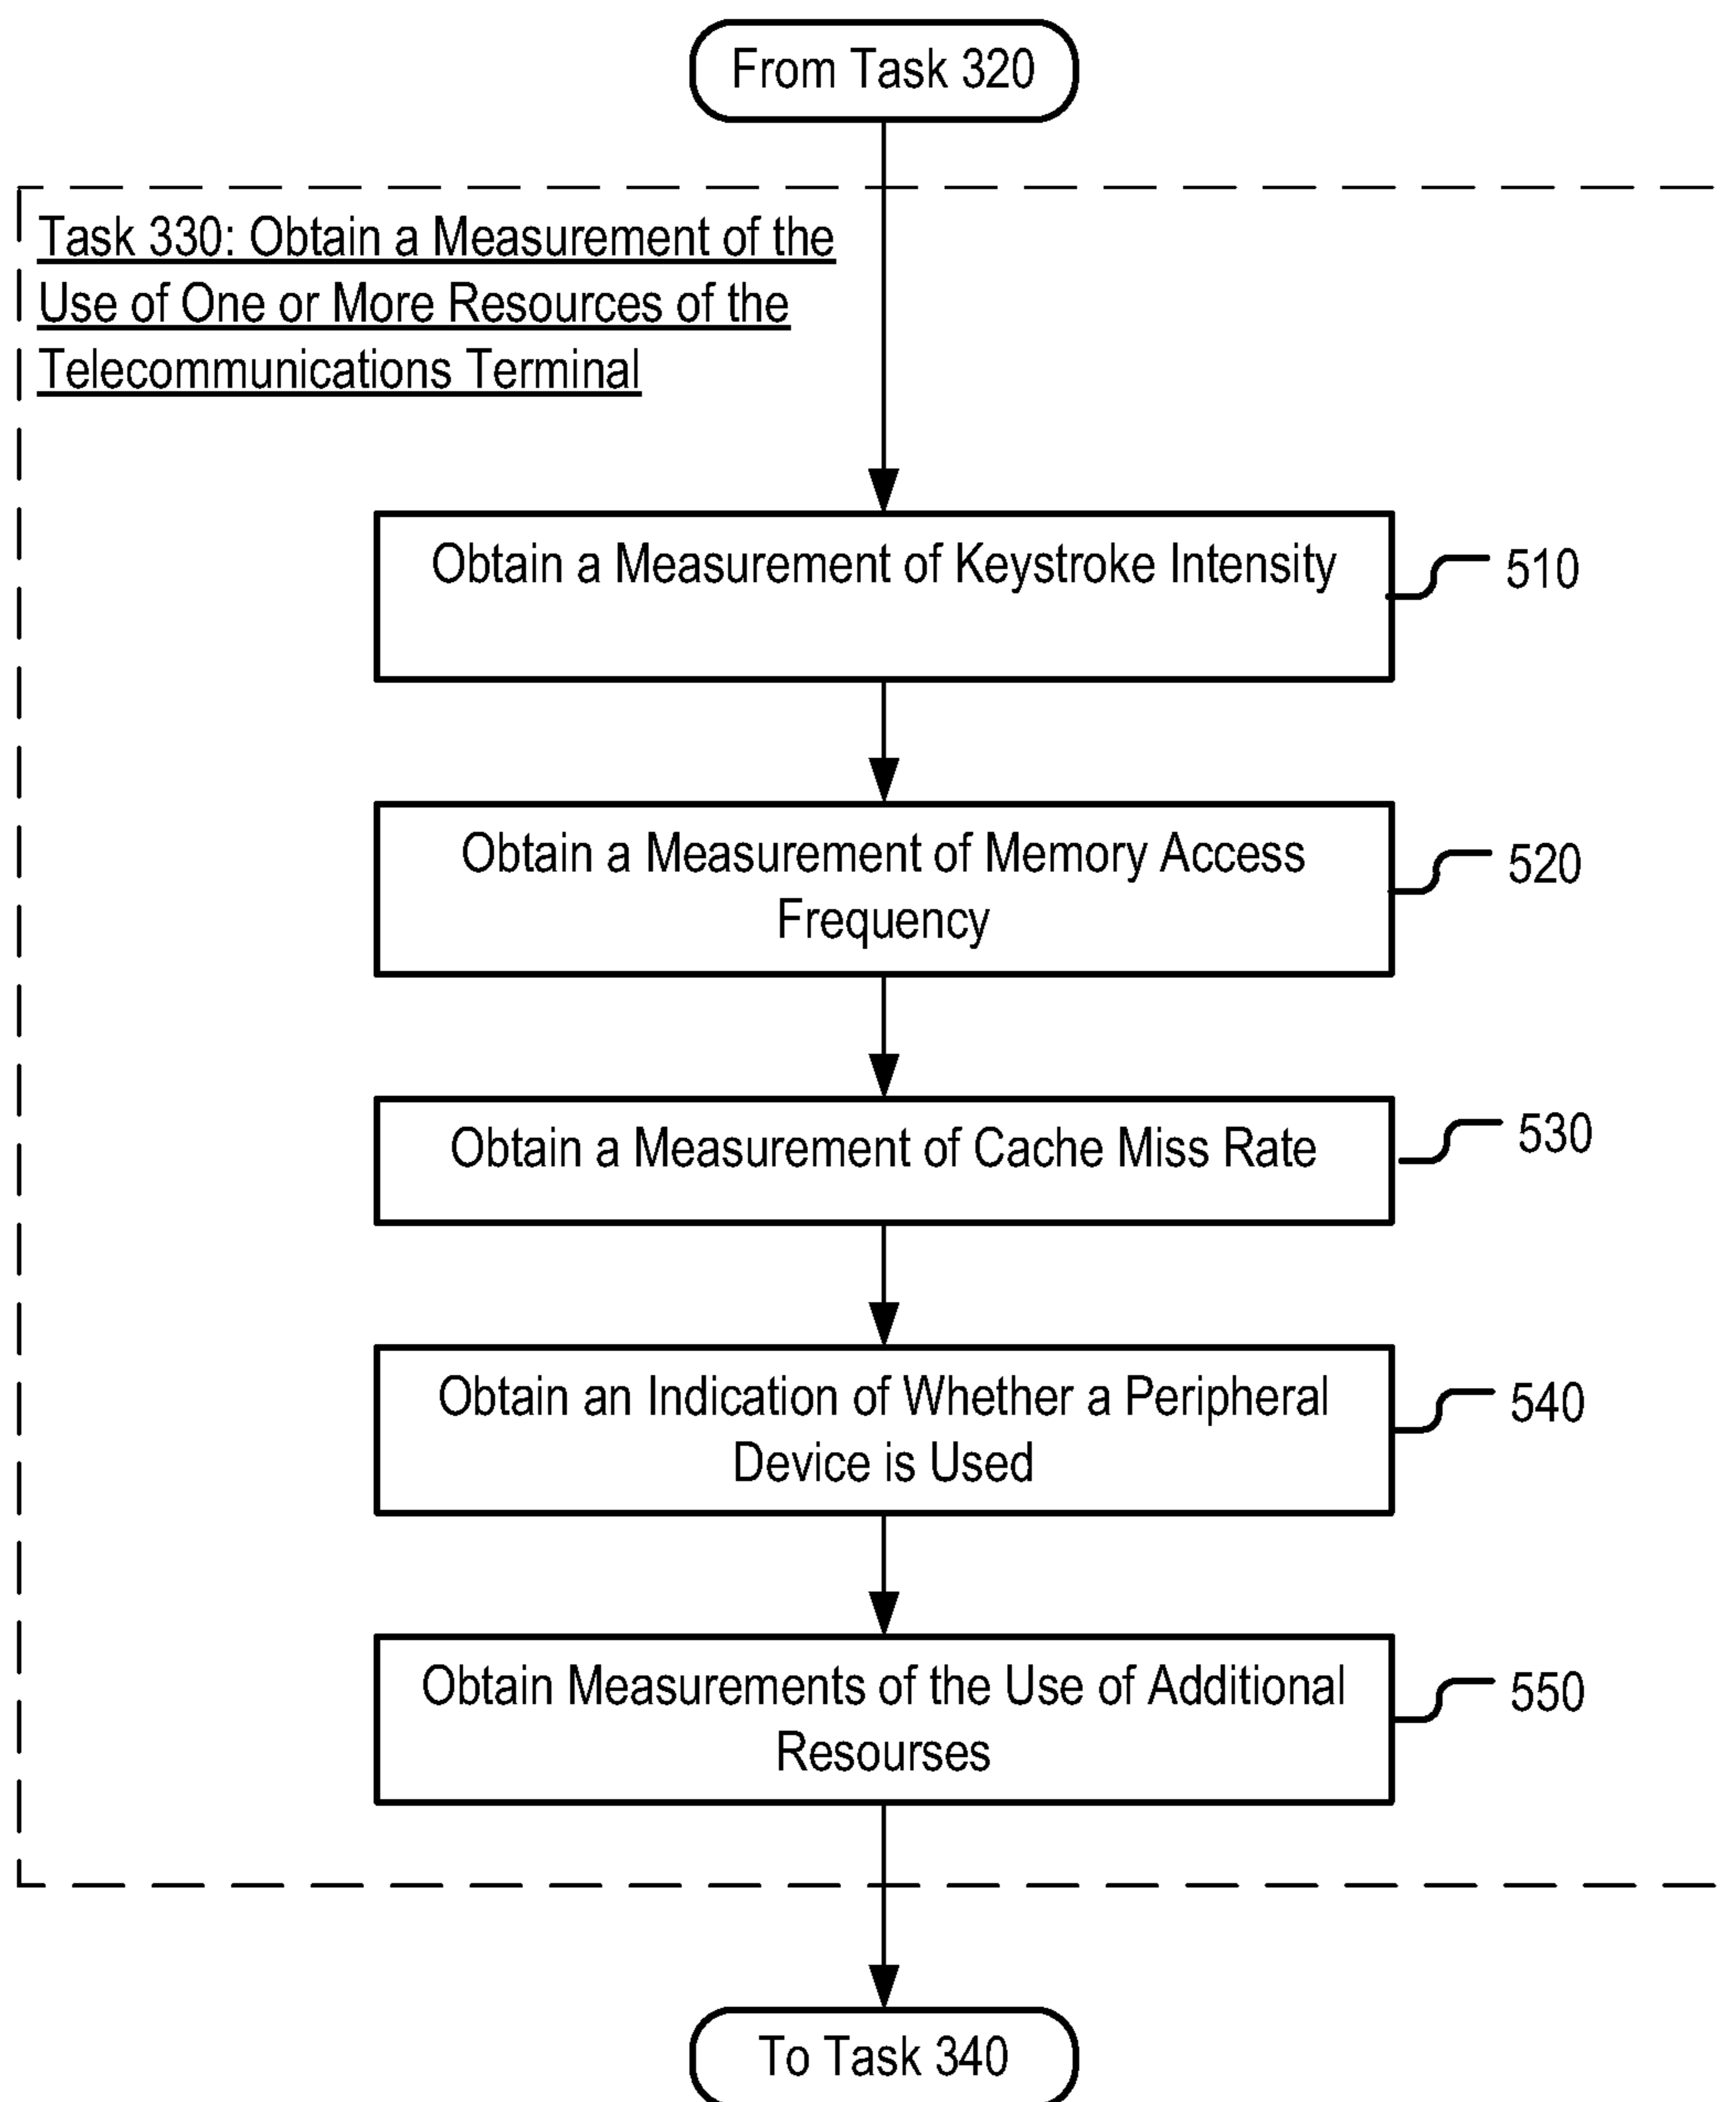 From Task 320
Task 330: Obtain a Measurement of the
Use of One or More Resources of the
Telecommunications Terminal
Obtain a Measurement of Keystroke Intensity
510
Obtain a Measurement of Memory Access
Frequency
520
Obtain a Measurement of Cache Miss Rate
530
Obtain an Indication of Whether a Peripheral
Device is Used
540
Obtain Measurements of the Use of Additional
Resourses
550
To Task 340